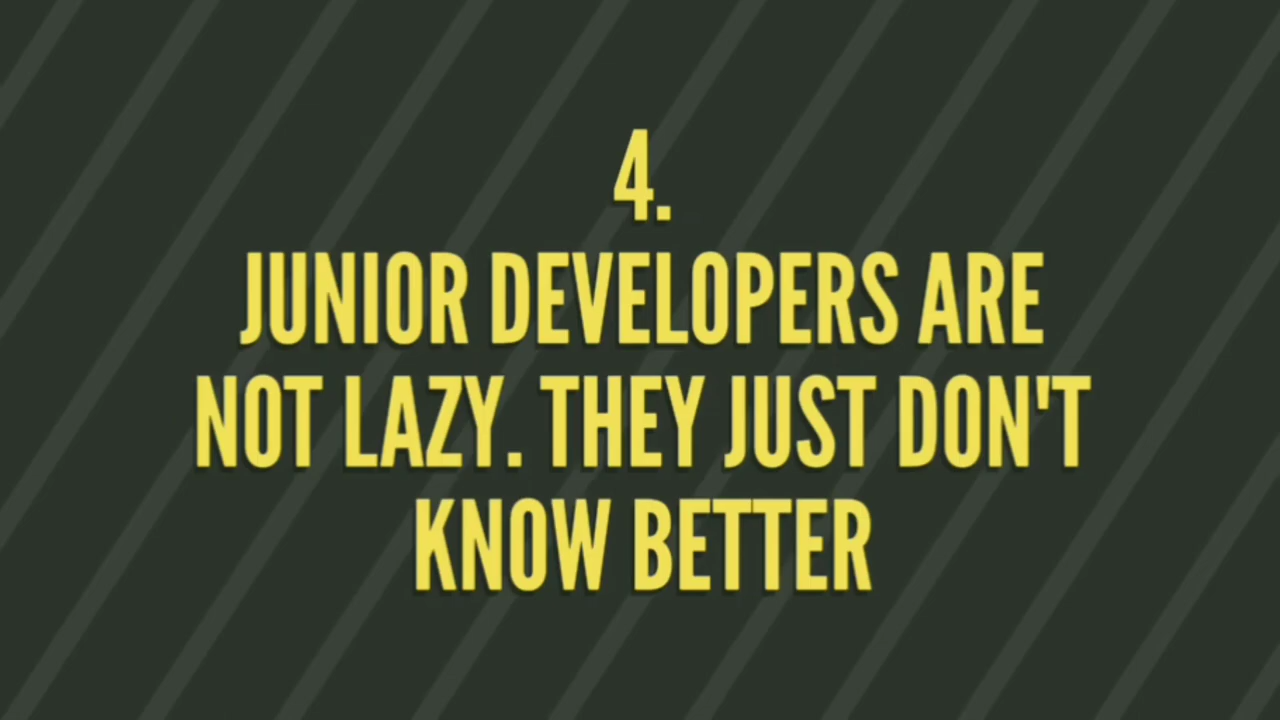 4.
JUNIOR DEVELOPERS ARE
NOT LAZY. THEY JUST DON'T
KNOW BETTER